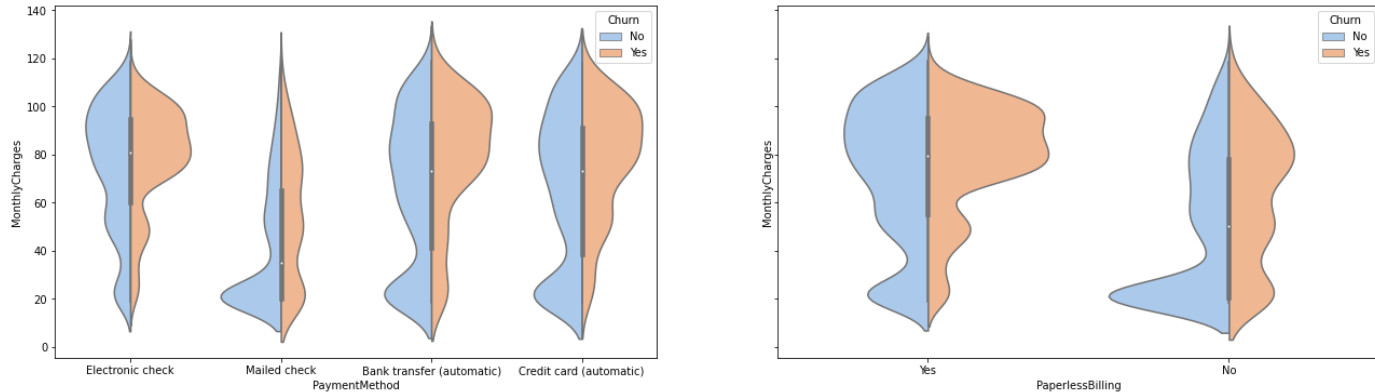 140
120
100
80
60
40
20
0
MonthlyCharges
Churn
No
Yes
Electronic check
Mailed check
Bank transfer (automatic)
Credit card (automatic)
PaymentMethod
MonthlyCharges
Churn
No
Yes
Yes
No
PaperlessBilling